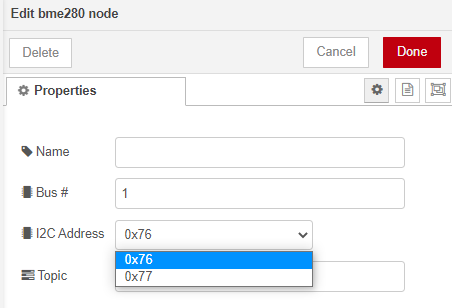 Edit bme280 node
Delete
Cancel
Done
Properties
Name
Bus #
1
I2C Address
0x76
0x76
0x77
Topic